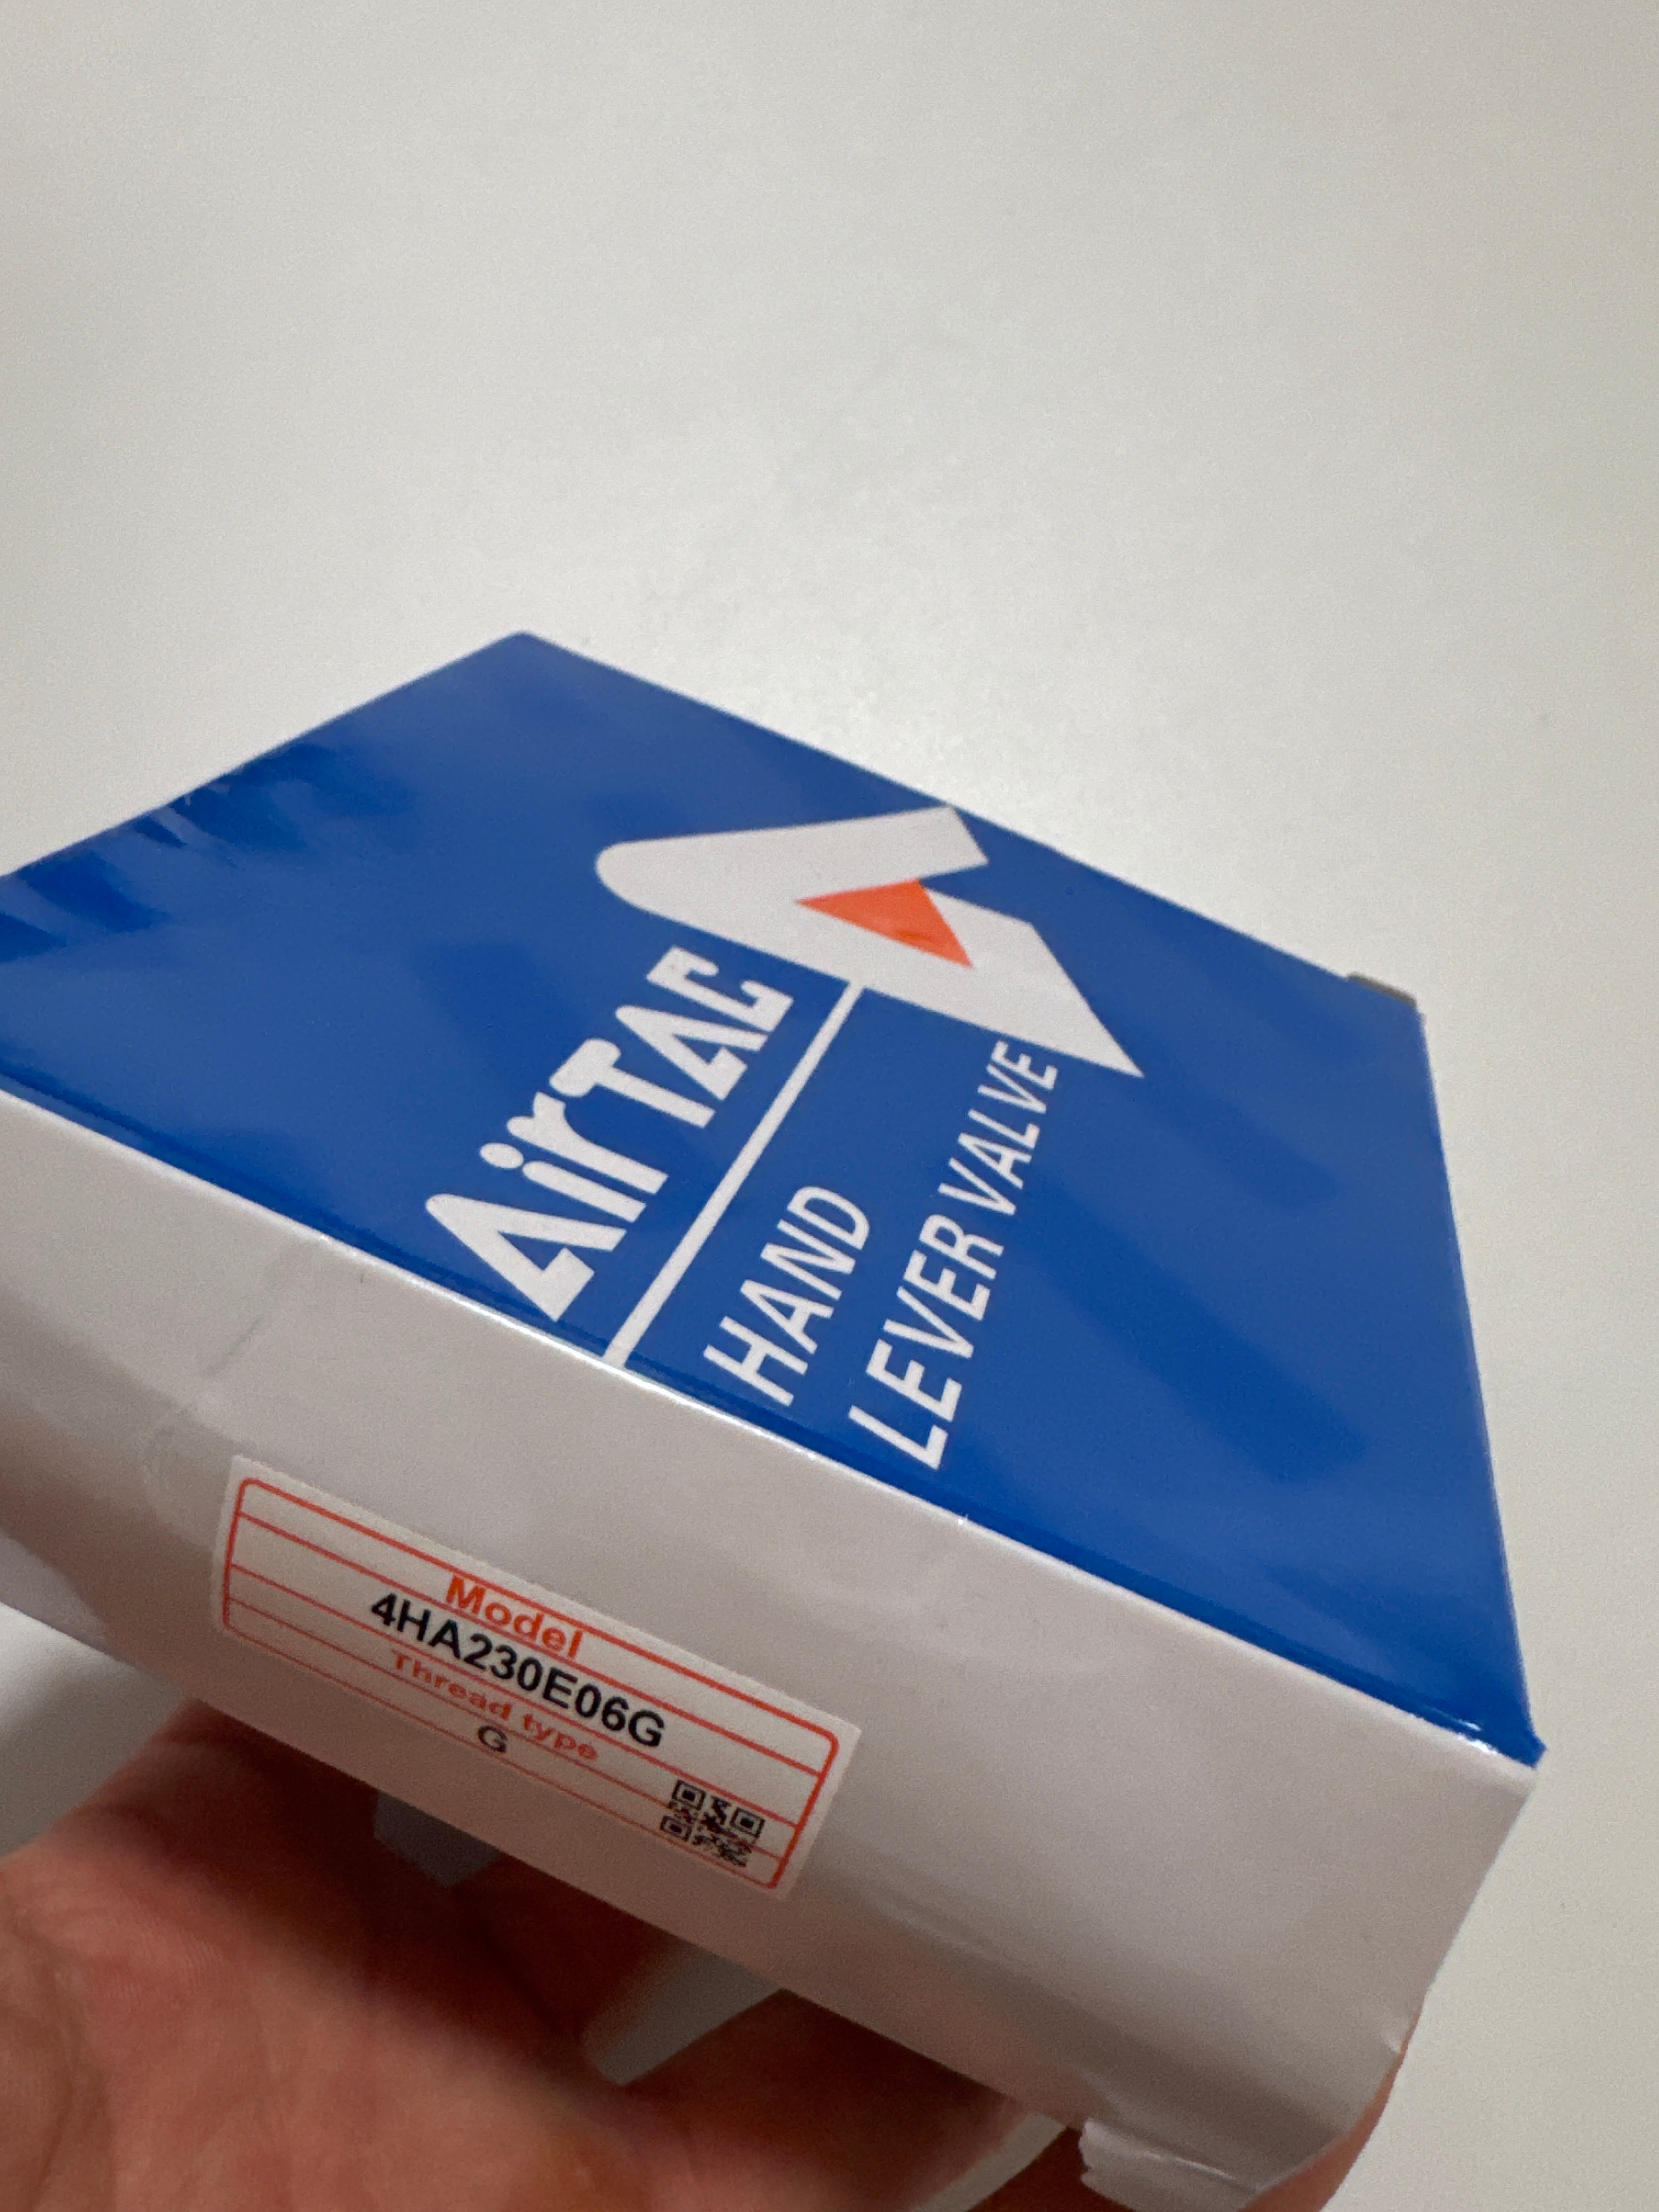 AirTAC
HAND
LEVER VALVE
Model
4HA230E06G
Thread type
G